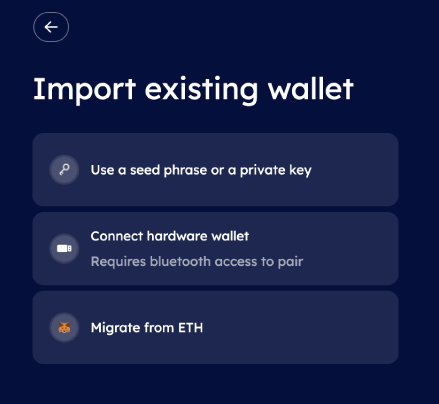 Import existing wallet
Use a seed phrase or a private key
Connect hardware wallet
Requires bluetooth access to pair
Migrate from ETH